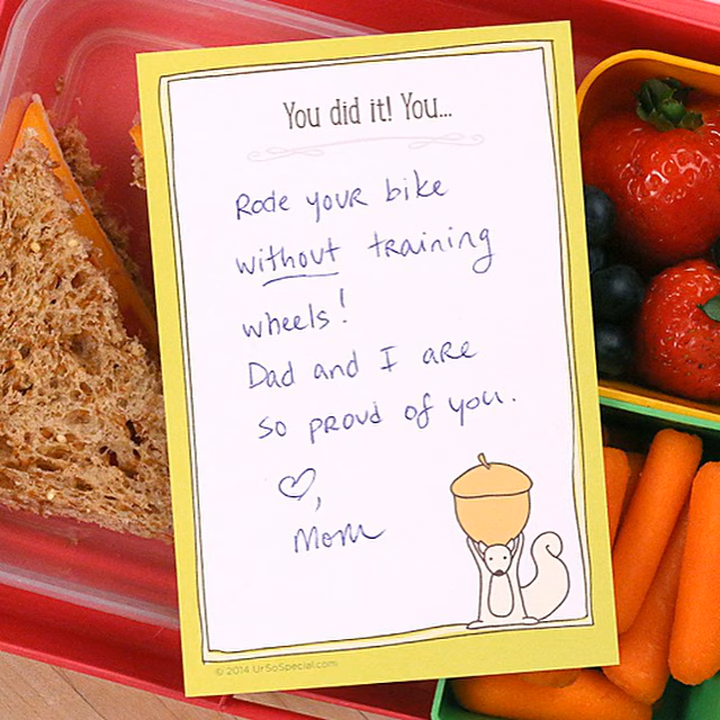 You did it! You...
Rode your bike
without training
wheels!
Dad and I are
so proud of you.
♡,
Mom
© 2014 UrSoSpecial.com